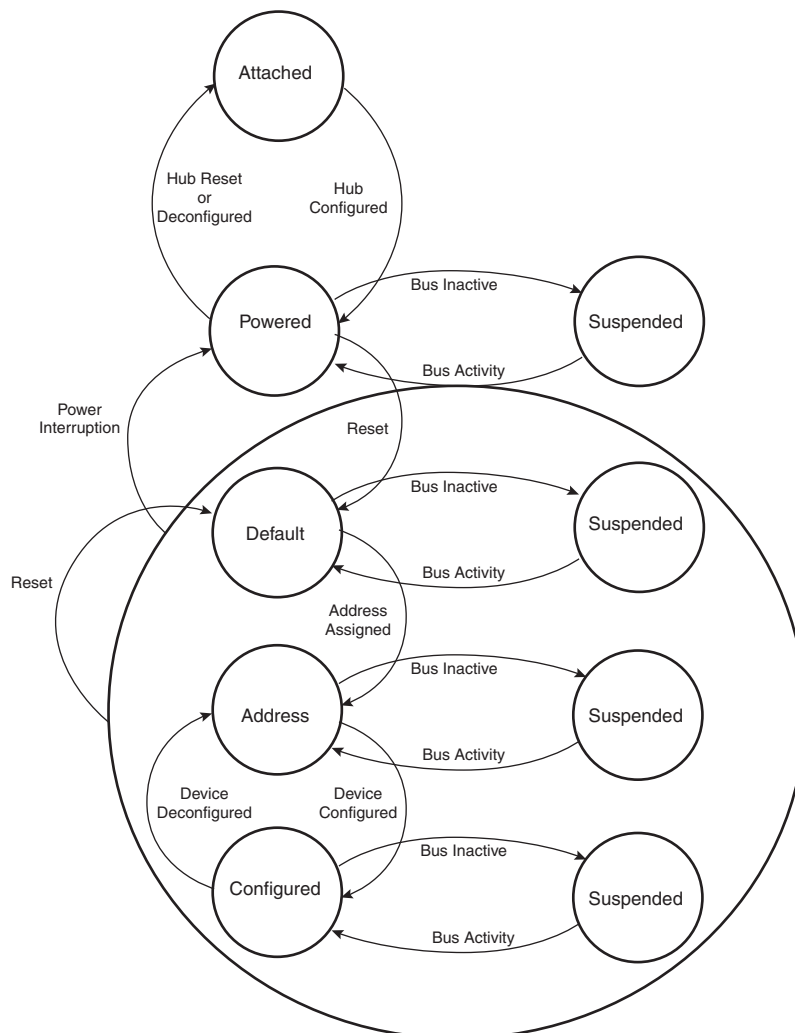 Attached
Hub Reset
or
Deconfigured
Hub
Configured
Powered
Bus Inactive
Suspended
Bus Activity
Power
Interruption
Reset
Default
Bus Inactive
Suspended
Bus Activity
Reset
Address
Assigned
Address
Bus Inactive
Suspended
Bus Activity
Device
Deconfigured
Device
Configured
Configured
Bus Inactive
Suspended
Bus Activity